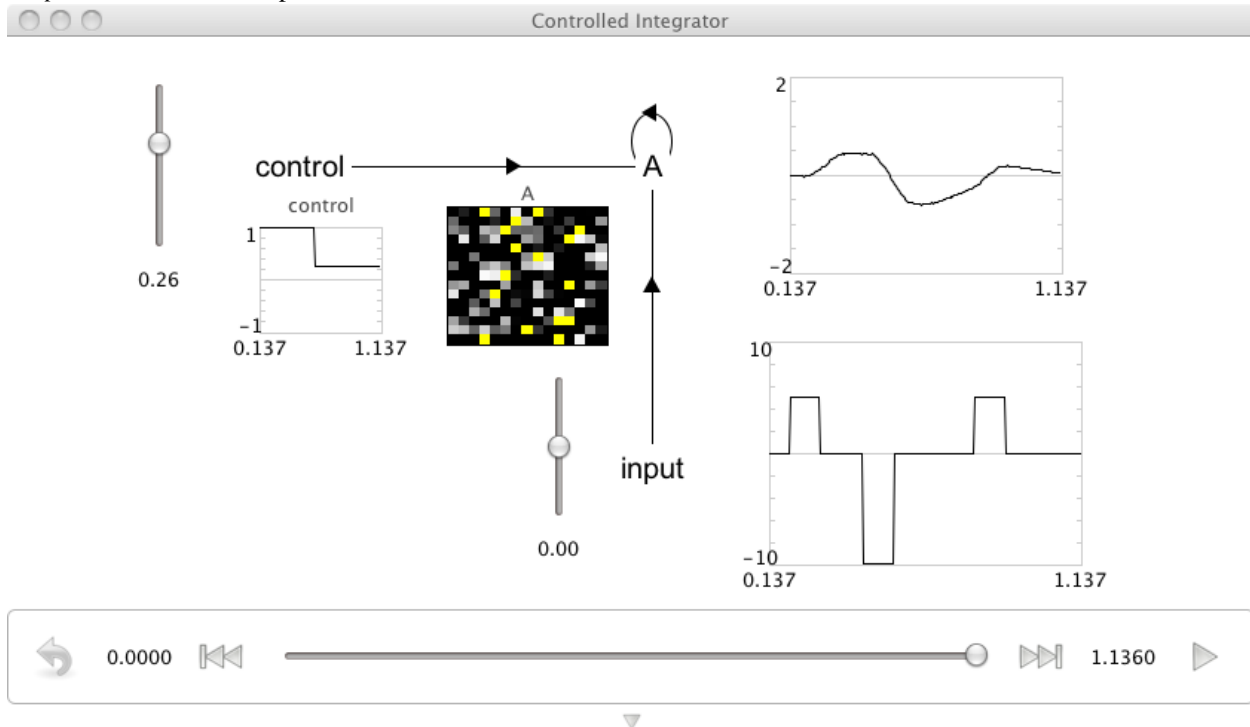 Controlled Integrator
0.26
control
control
1
-1
0.137 1.137
A
A
2
-2
0.137 1.137
input
0.00
10
-10
0.137 1.137
0.0000 1.1360